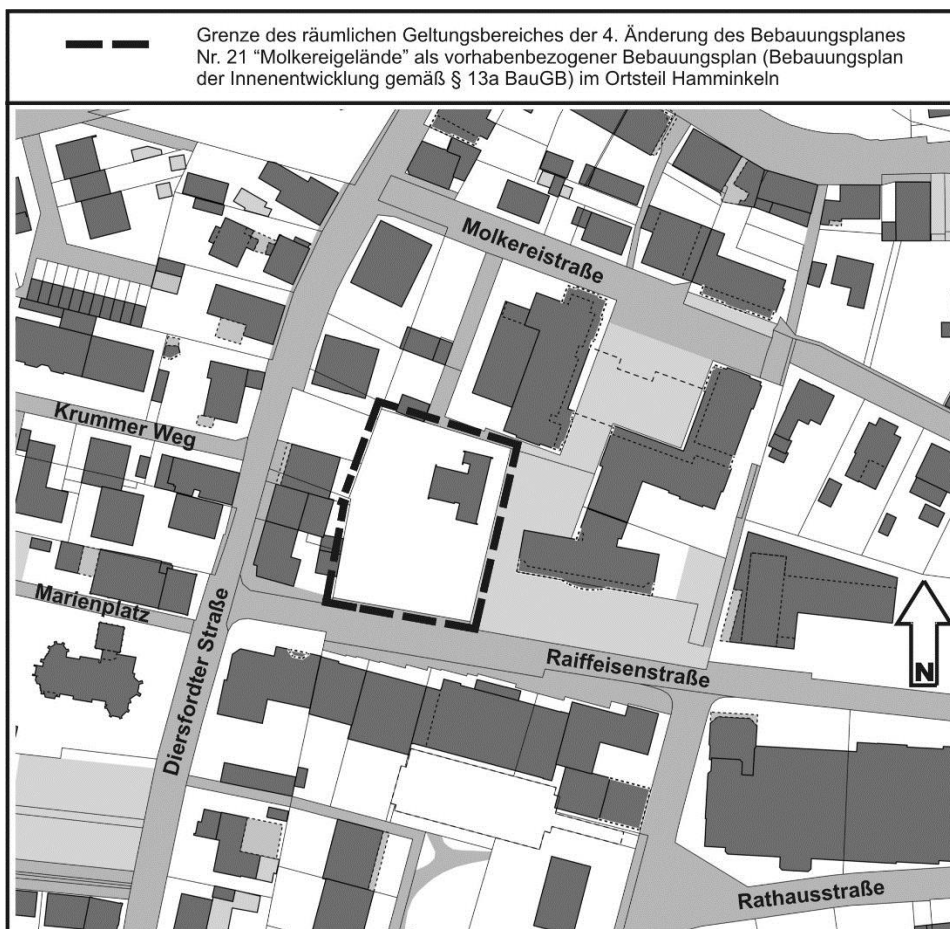 Grenze des räumlichen Geltungsbereiches der 4. Änderung des Bebauungsplanes
Nr. 21 “Molkereigelände” als vorhabenbezogener Bebauungsplan (Bebauungsplan
der Innenentwicklung gemäß § 13a BauGB) im Ortsteil Hamminkeln
Molkereistraße
Krummer Weg
Marienplatz
Diersfordter Straße
Raiffeisenstraße
N
Rathausstraße